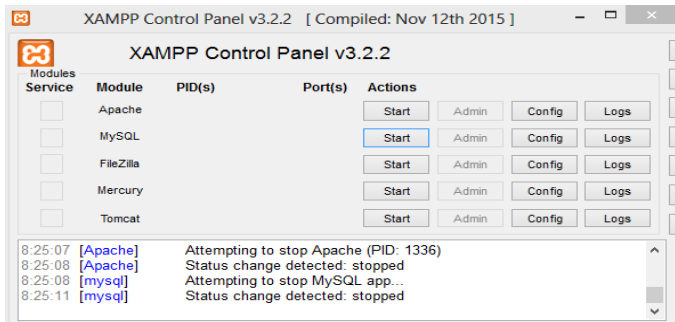 XAMPP Control Panel v3.2.2 [ Compiled: Nov 12th 2015 ]
XAMPP Control Panel v3.2.2
Modules
Service Module PID(s) Port(s) Actions
Apache Start Admin Config Logs
MySQL Start Admin Config Logs
FileZilla Start Admin Config Logs
Mercury Start Admin Config Logs
Tomcat Start Admin Config Logs
8:25:07 [Apache] Attempting to stop Apache (PID: 1336)
8:25:08 [Apache] Status change detected: stopped
8:25:08 [mysql] Attempting to stop MySQL app...
8:25:11 [mysql] Status change detected: stopped